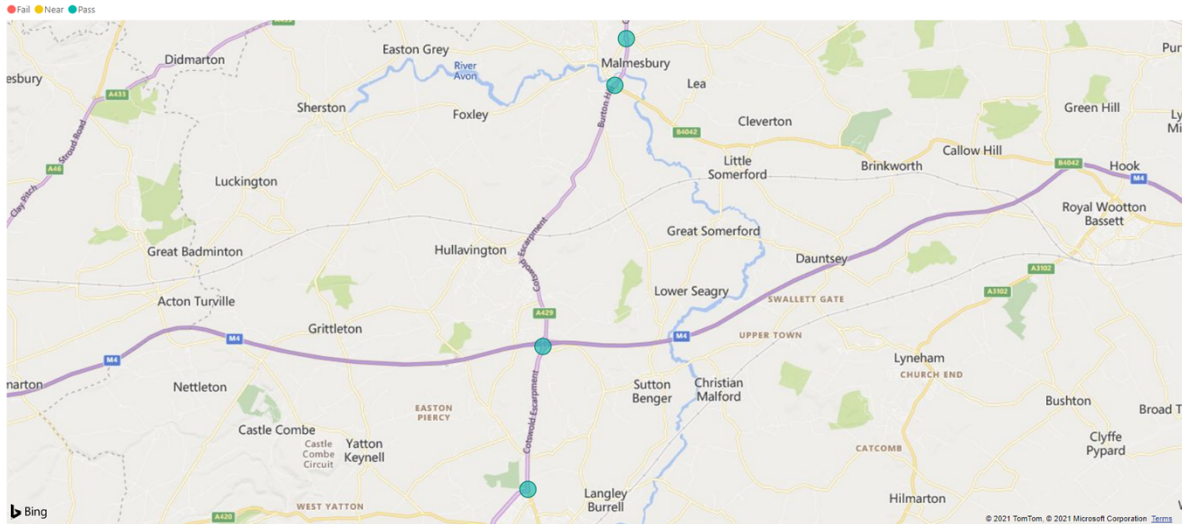 Fail Near Pass
Didmarton
Easton Grey
River
Avon
Malmesbury
Lea
esbury
A433
Sherston
Foxley
Burton H
B4042
Cleverton
Green Hill
Stroud Road
A46
Clay Pitch
Luckington
Little
Somerford
Brinkworth
Callow Hill
B4042
Hook
M4
Royal Wootton
Bassett
Great Badminton
Hullavington
Cotswold Escarpment
Great Somerford
Dauntsey
A3102
A3102
Acton Turville
Lower Seagry
SWALLETT GATE
Grittleton
A429
M4
M4
UPPER TOWN
M4
Lyneham
CHURCH END
marton
Nettleton
Cotswold Escarpment
Sutton
Benger
Christian
Malford
Bushton
Broad T
EASTON
PIERCY
Castle Combe
Castle
Combe
Circuit
Yatton
Keynell
Clyffe
Pypard
CATCOMB
Langley
Burrell
Hilmarton
WEST YATTON
A420
Bing
© 2021 TomTom, © 2021 Microsoft Corporation Terms